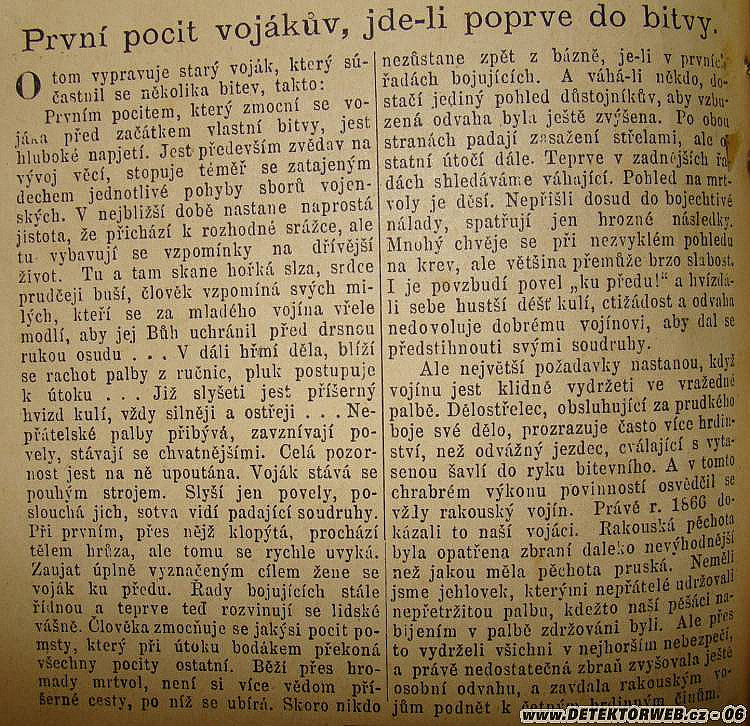 První pocit vojákův, jde-li poprve do bitvy.
O tom vypravuje starý voják, který sú-
častnil se několika bitev, takto:
Prvním pocitem, který zmocní se vo-
jána před začátkem vlastní bitvy, jest
hluboké napjetí. Jest především zvědav na
vývoj věcí, stopuje téměř se zatajeným
dechem jednotlivé pohyby sborů vojen-
ských. V nejbližší době nastane naprostá
jistota, že přichází k rozhodné srážce, ale
tu vybavují se vzpomínky na dřívější
život. Tu a tam skane hořká slza, srdce
prudčeji buší, člověk vzpomíná svých mi-
lých, kteří se za mladého vojína vřele
modlí, aby jej Bůh uchránil před drsnou
rukou osudu . . . V dáli hřmí děla, blíží
se rachot palby z ručnic, pluk postupuje
k útoku . . . Již slyšeti jest příšerný
hvizd kulí, vždy silněji a ostřeji . . . Ne-
přátelské palby přibývá, zavznívají po-
vely, stávají se chvatnějšími. Celá pozor-
nost jest na ně upoutána. Voják stává se
pouhým strojem. Slyší jen povely, po-
slouchá jich, sotva vidí padající soudruhy.
Při prvním, přes nějž klopýtá, prochází
tělem hrůza, ale tomu se rychle uvyká.
Zaujat úplně vyznačeným cílem žene se
voják ku předu. Řady bojujících stále
řídnou a teprve teď rozvinují se lidské
vášně. Člověka zmocňuje se jakýsi pocit po-
msty, který při útoku bodákem překoná
všechny pocity ostatní. Běží přes hro-
mady mrtvol, není si více vědom pří-
šerné cesty, po níž se ubírá. Skoro nikdo
nezůstane zpět z bázně, je-li v prvních
řadách bojujících. A váhá-li někdo, do-
stačí jediný pohled důstojníkův, aby vzbu-
zená odvaha byla ještě zvýšena. Po obou
stranách padají zasažení střelami, ale o
statní útočí dále. Teprve v zadnějších řa-
dách shledáváme váhající. Pohled na mrt-
voly je děsí. Nepřišli dosud do bojechtivé
nálady, spatřují jen hrozné následky.
Mnohý chvěje se při nezvyklém pohledu
na krev, ale většina přemůže brzo slabost.
I je povzbudí povel „ku předu!“ a hvízdá-
li sebe hustší déšť kulí, ctižádost a odvaha
nedovoluje dobrému vojínovi, aby dal se
předstihnouti svými soudruhy.
Ale největší požadavky nastanou, když
vojínu jest klidně vydržeti ve vražedné
palbě. Dělostřelec, obsluhující za prudkého
boje své dělo, prozrazuje často více hrdin-
ství, než odvážný jezdec, cválající s vyta-
senou šavlí do ryku bitevního. A v tomto
chrabrém výkonu povinností osvědčil se
vždy rakouský vojín. Právě r. 1866 do-
kázali to naši vojáci. Rakouská pěchota
byla opatřena zbraní daleko nevýhodnější
než jakou měla pěchota pruská. Neměli
jsme jehlovek, kterými nepřátelé udržovali
nepřetržitou palbu, kdežto naši pěšáci na-
bíjením v palbě zdržováni byli. Ale přes
to vydrželi všichni v nejhorším nebezpečí,
a právě nedostatečná zbraň zvyšovala ještě
osobní odvahu, a zavdala rakouským vo-
jům podnět k četným hrdinným činům.
www.DETEKTORWEB.cz - 06